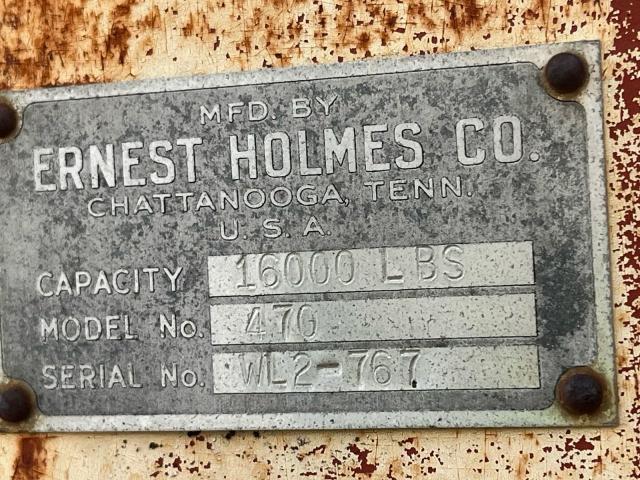 MFD. BY
ERNEST HOLMES CO.
CHATTANOOGA, TENN.
U. S. A.
CAPACITY 16000 LBS
MODEL No. 470
SERIAL No. WL2-767